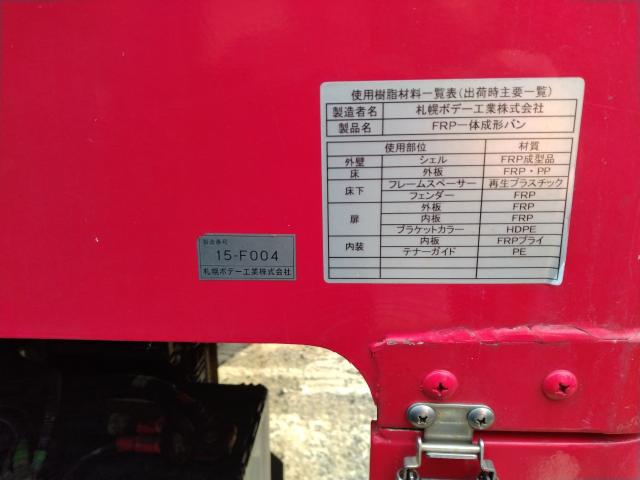 使用樹脂材料一覧表(出荷時主要一覧)
製造者名 札幌ボデー工業株式会社
製品名 FRP一体成形バン
使用部位 材質
外壁 シェル FRP成型品
床 外板 FRP・PP
床下 フレームスペーサー 再生プラスチック
フェンダー FRP
扉 外板 FRP
内板 FRP
ブラケットカラー HDPE
内装 内板 FRPプライ
テナーガイド PE
製造番号
15-F004
札幌ボデー工業株式会社